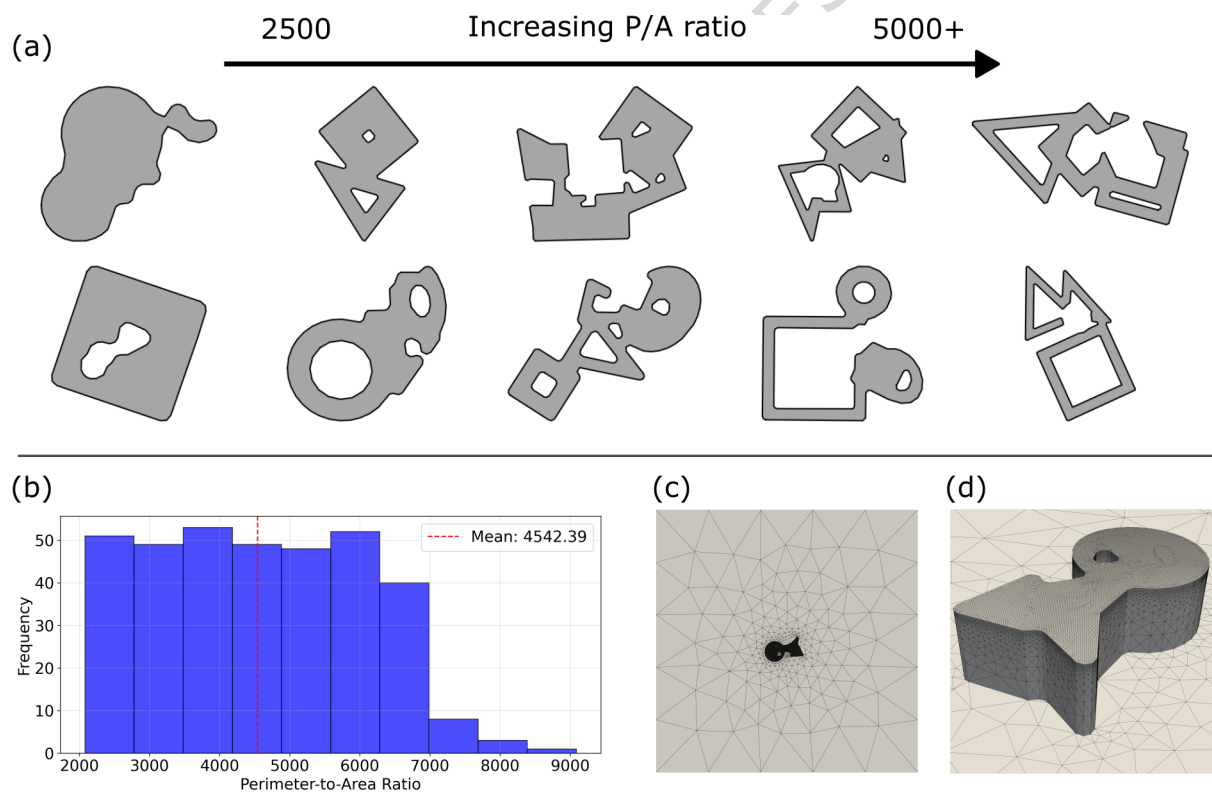 2500 Increasing P/A ratio 5000+
(a)
(b)
(c)
(d)
Mean: 4542.39
Frequency
50
40
30
20
10
0
2000 3000 4000 5000 6000 7000 8000 9000
Perimeter-to-Area Ratio